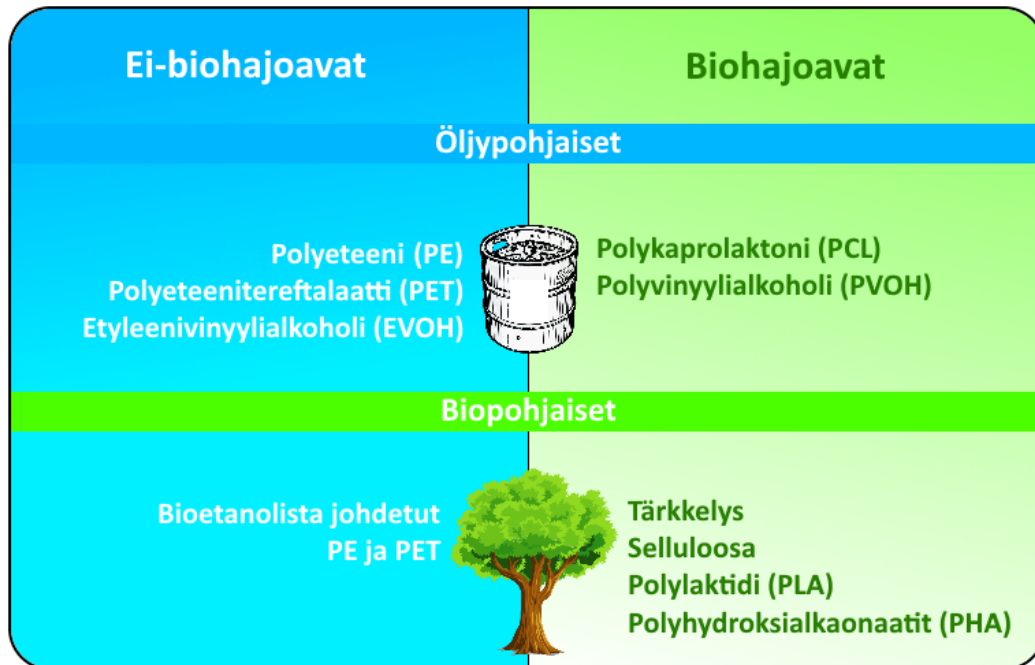 Ei-biohajoavat
Biohajoavat
Öljypohjaiset
Polyeteeni (PE)
Polyeteenitereftalaatti (PET)
Etyleenivinyylialkoholi (EVOH)
Polykaprolaktoni (PCL)
Polyvinyylialkoholi (PVOH)
Biopohjaiset
Bioetanolista johdetut
PE ja PET
Tärkkelys
Selluloosa
Polylaktidi (PLA)
Polyhydroksialkaonaatit (PHA)